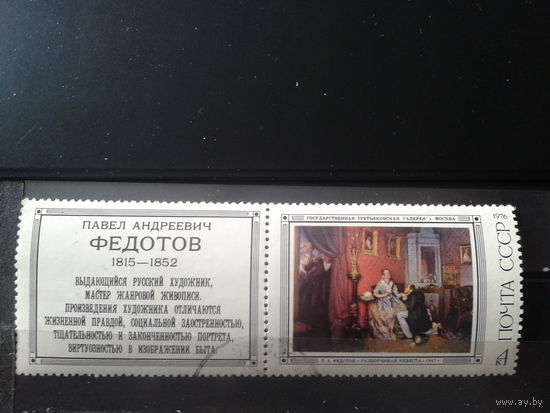 ПАВЕЛ АНДРЕЕВИЧ
ФЕДОТОВ
1815—1852
ВЫДАЮЩИЙСЯ РУССКИЙ ХУДОЖНИК,
МАСТЕР ЖАНРОВОЙ ЖИВОПИСИ.
ПРОИЗВЕДЕНИЯ ХУДОЖНИКА ОТЛИЧАЮТСЯ
ЖИЗНЕННОЙ ПРАВДОЙ, СОЦИАЛЬНОЙ ЗАОСТРЕННОСТЬЮ,
ТЩАТЕЛЬНОСТЬЮ И ЗАКОНЧЕННОСТЬЮ ПОРТРЕТА,
ВИРТУОЗНОСТЬЮ В ИЗОБРАЖЕНИИ БЫТА.
ГОСУДАРСТВЕННАЯ ТРЕТЬЯКОВСКАЯ ГАЛЕРЕЯ • МОСКВА
П. А. ФЕДОТОВ • РАЗБОРЧИВАЯ НЕВЕСТА • 1847 г.
1976
ПОЧТА СССР
4к
www.ay.by